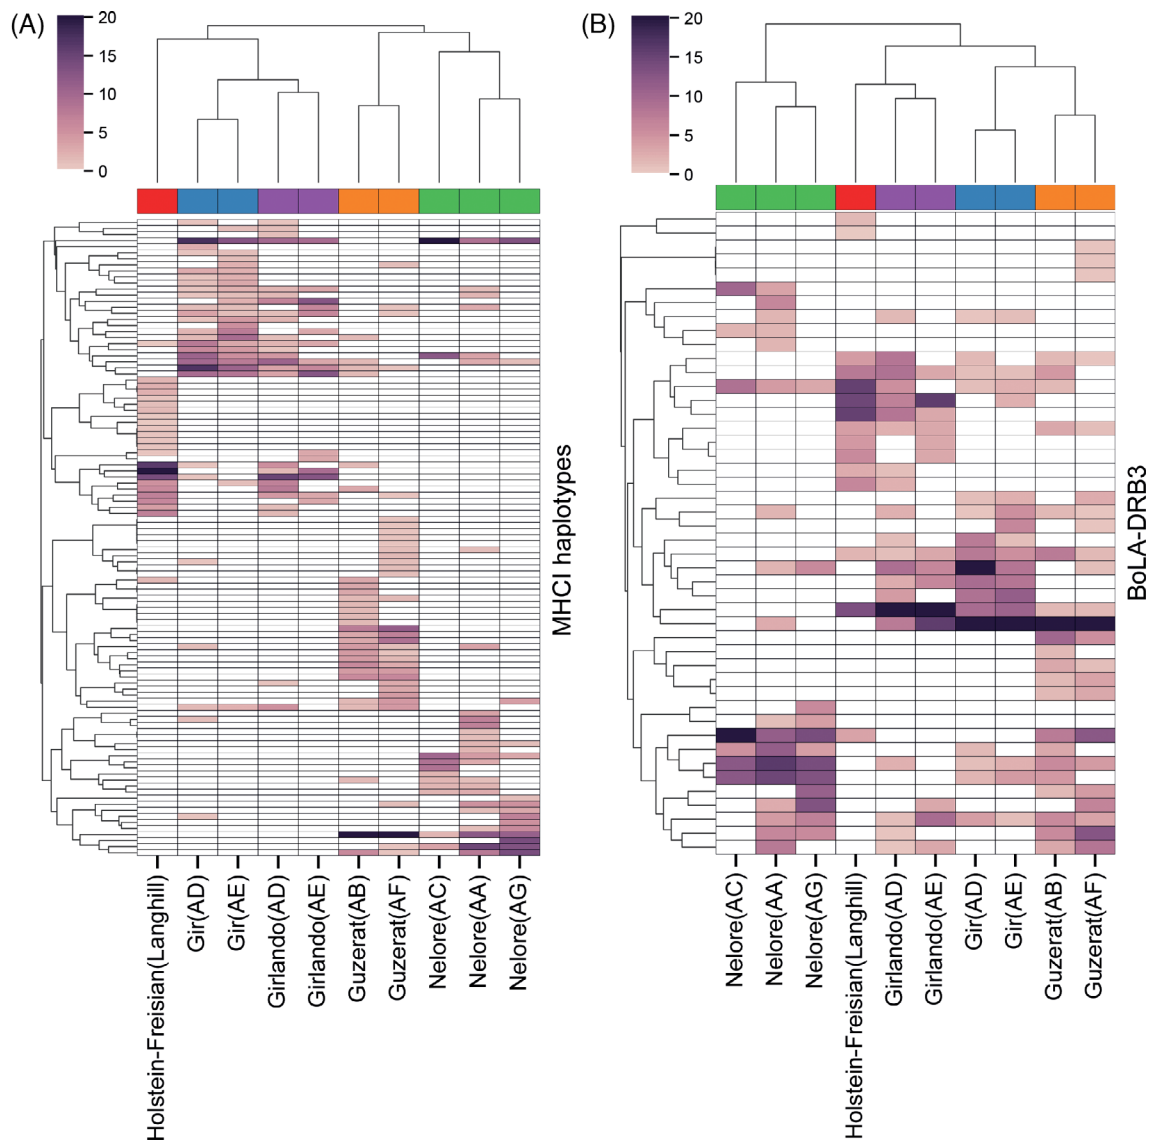 (A)
20
15
10
5
0
MHCI haplotypes
Holstein-Freisian(Langhill)
Gir(AD)
Gir(AE)
Girlando(AD)
Girlando(AE)
Guzerat(AB)
Guzerat(AF)
Nelore(AC)
Nelore(AA)
Nelore(AG)
(B)
20
15
10
5
0
BoLA-DRB3
Nelore(AC)
Nelore(AA)
Nelore(AG)
Holstein-Freisian(Langhill)
Girlando(AD)
Girlando(AE)
Gir(AD)
Gir(AE)
Guzerat(AB)
Guzerat(AF)